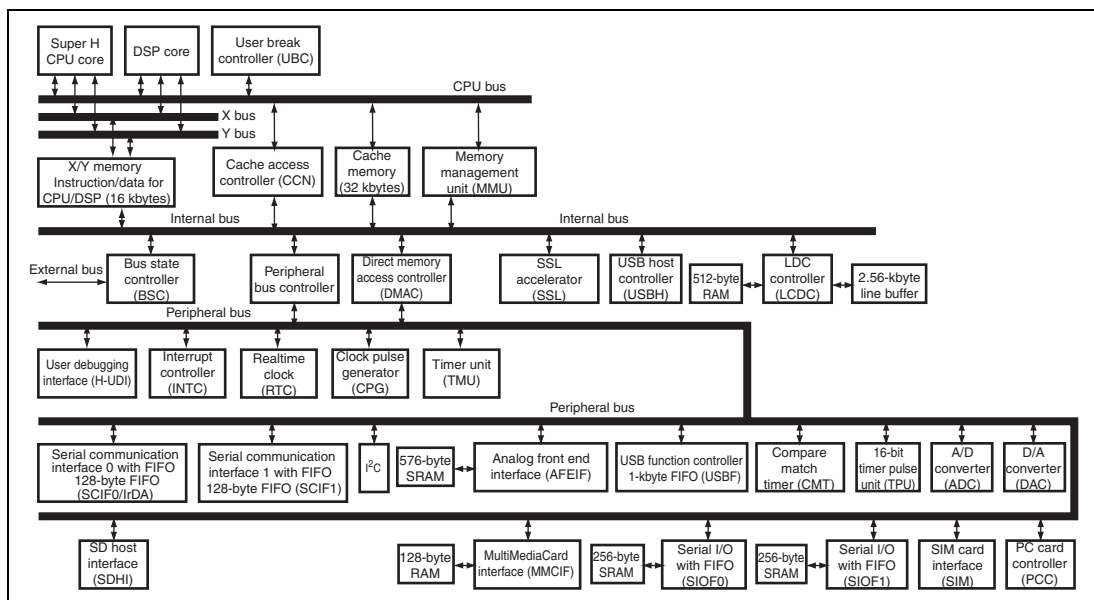 Super H
CPU core
DSP core
User break
controller (UBC)
CPU bus
X bus
Y bus
X/Y memory
Instruction/data for
CPU/DSP (16 kbytes)
Cache access
controller (CCN)
Cache
memory
(32 kbytes)
Memory
management
unit (MMU)
Internal bus
Internal bus
External bus
Bus state
controller
(BSC)
Peripheral
bus controller
Direct memory
access controller
(DMAC)
SSL
accelerator
(SSL)
USB host
controller
(USBH)
512-byte
RAM
LDC
controller
(LCDC)
2.56-kbyte
line buffer
Peripheral bus
User debugging
interface (H-UDI)
Interrupt
controller
(INTC)
Realtime
clock
(RTC)
Clock pulse
generator
(CPG)
Timer unit
(TMU)
Peripheral bus
Serial communication
interface 0 with FIFO
128-byte FIFO
(SCIF0/IrDA)
Serial communication
interface 1 with FIFO
128-byte FIFO (SCIF1)
I²C
576-byte
SRAM
Analog front end
interface (AFEIF)
USB function controller
1-kbyte FIFO (USBF)
Compare
match
timer (CMT)
16-bit
timer pulse
unit (TPU)
A/D
converter
(ADC)
D/A
converter
(DAC)
SD host
interface
(SDHI)
128-byte
RAM
MultiMediaCard
interface (MMCIF)
256-byte
SRAM
Serial I/O
with FIFO
(SIOF0)
256-byte
SRAM
Serial I/O
with FIFO
(SIOF1)
SIM card
interface
(SIM)
PC card
controller
(PCC)